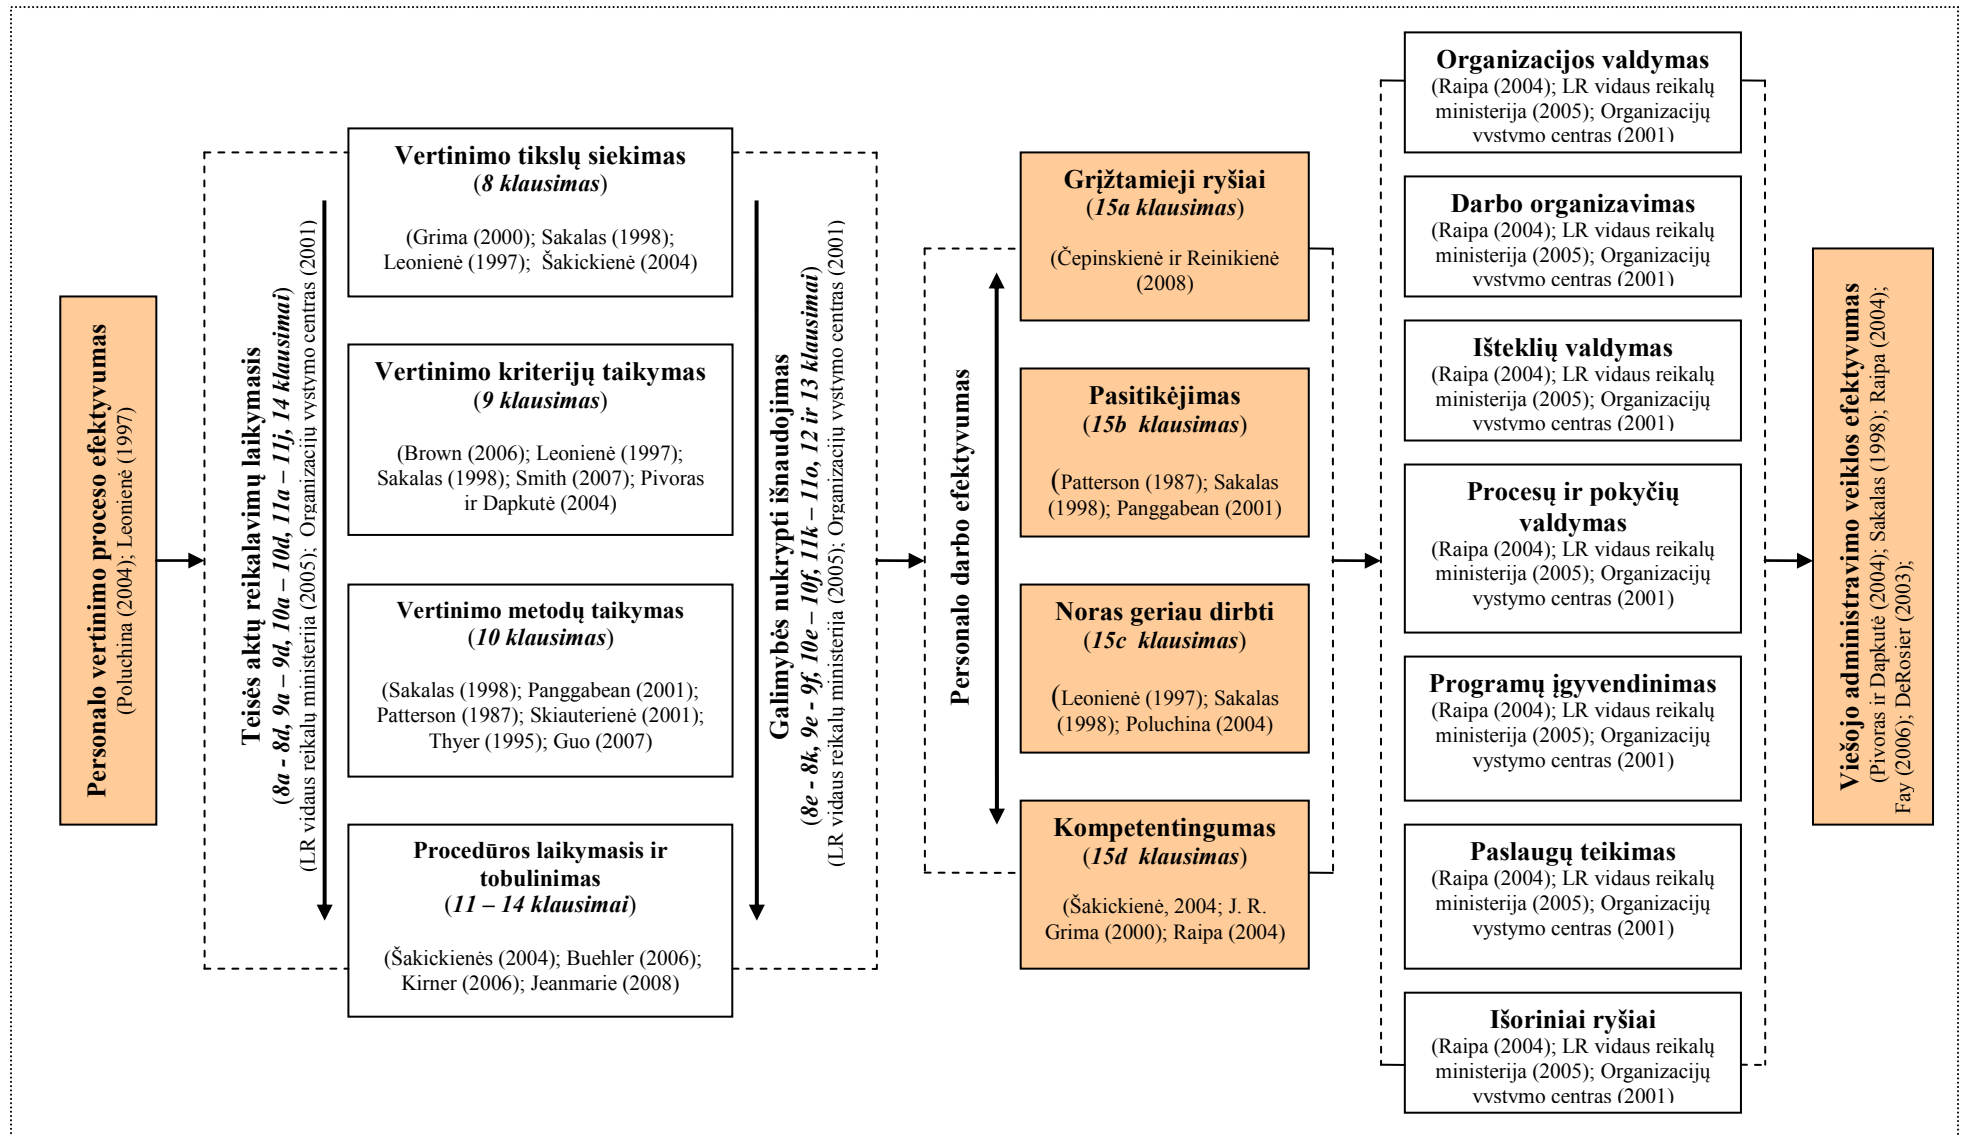 Personalo vertinimo proceso efektyvumas
(Poluchina (2004); Leonienė (1997)
Teisės aktų reikalavimų laikymasis
(8a - 8d, 9a – 9d, 10a – 10d, 11a – 11j, 14 klausimai)
(LR vidaus reikalų ministerija (2005); Organizacijų vystymo centras (2001)
Vertinimo tikslų siekimas
(8 klausimas)
(Grima (2000); Sakalas (1998);
Leonienė (1997); Šakickienė (2004)
Vertinimo kriterijų taikymas
(9 klausimas)
(Brown (2006); Leonienė (1997);
Sakalas (1998); Smith (2007); Pivoras
ir Dapkutė (2004)
Vertinimo metodų taikymas
(10 klausimas)
(Sakalas (1998); Panggabean (2001);
Patterson (1987); Skiauterienė (2001);
Thyer (1995); Guo (2007)
Procedūros laikymasis ir
tobulinimas
(11 – 14 klausimai)
(Šakickienės (2004); Buehler (2006);
Kirner (2006); Jeanmarie (2008)
Galimybės nukrypti išnaudojimas
(8e - 8k, 9e - 9f, 10e – 10f, 11k – 11o, 12 ir 13 klausimai)
(LR vidaus reikalų ministerija (2005); Organizacijų vystymo centras (2001)
Personalo darbo efektyvumas
Grįžtamieji ryšiai
(15a klausimas)
(Čepinskienė ir Reinikienė
(2008)
Pasitikėjimas
(15b klausimas)
(Patterson (1987); Sakalas
(1998); Panggabean (2001)
Noras geriau dirbti
(15c klausimas)
(Leonienė (1997); Sakalas
(1998); Poluchina (2004)
Kompetentingumas
(15d klausimas)
(Šakickienė, 2004; J. R.
Grima (2000); Raipa (2004)
Organizacijos valdymas
(Raipa (2004); LR vidaus reikalų
ministerija (2005); Organizacijų
vystymo centras (2001)
Darbo organizavimas
(Raipa (2004); LR vidaus reikalų
ministerija (2005); Organizacijų
vystymo centras (2001)
Išteklių valdymas
(Raipa (2004); LR vidaus reikalų
ministerija (2005); Organizacijų
vystymo centras (2001)
Procesų ir pokyčių
valdymas
(Raipa (2004); LR vidaus reikalų
ministerija (2005); Organizacijų
vystymo centras (2001)
Programų įgyvendinimas
(Raipa (2004); LR vidaus reikalų
ministerija (2005); Organizacijų
vystymo centras (2001)
Paslaugų teikimas
(Raipa (2004); LR vidaus reikalų
ministerija (2005); Organizacijų
vystymo centras (2001)
Išoriniai ryšiai
(Raipa (2004); LR vidaus reikalų
ministerija (2005); Organizacijų
vystymo centras (2001)
Viešojo administravimo veiklos efektyvumas
(Pivoras ir Dapkutė (2004); Sakalas (1998); Raipa (2004);
Fay (2006); DeRosier (2003);